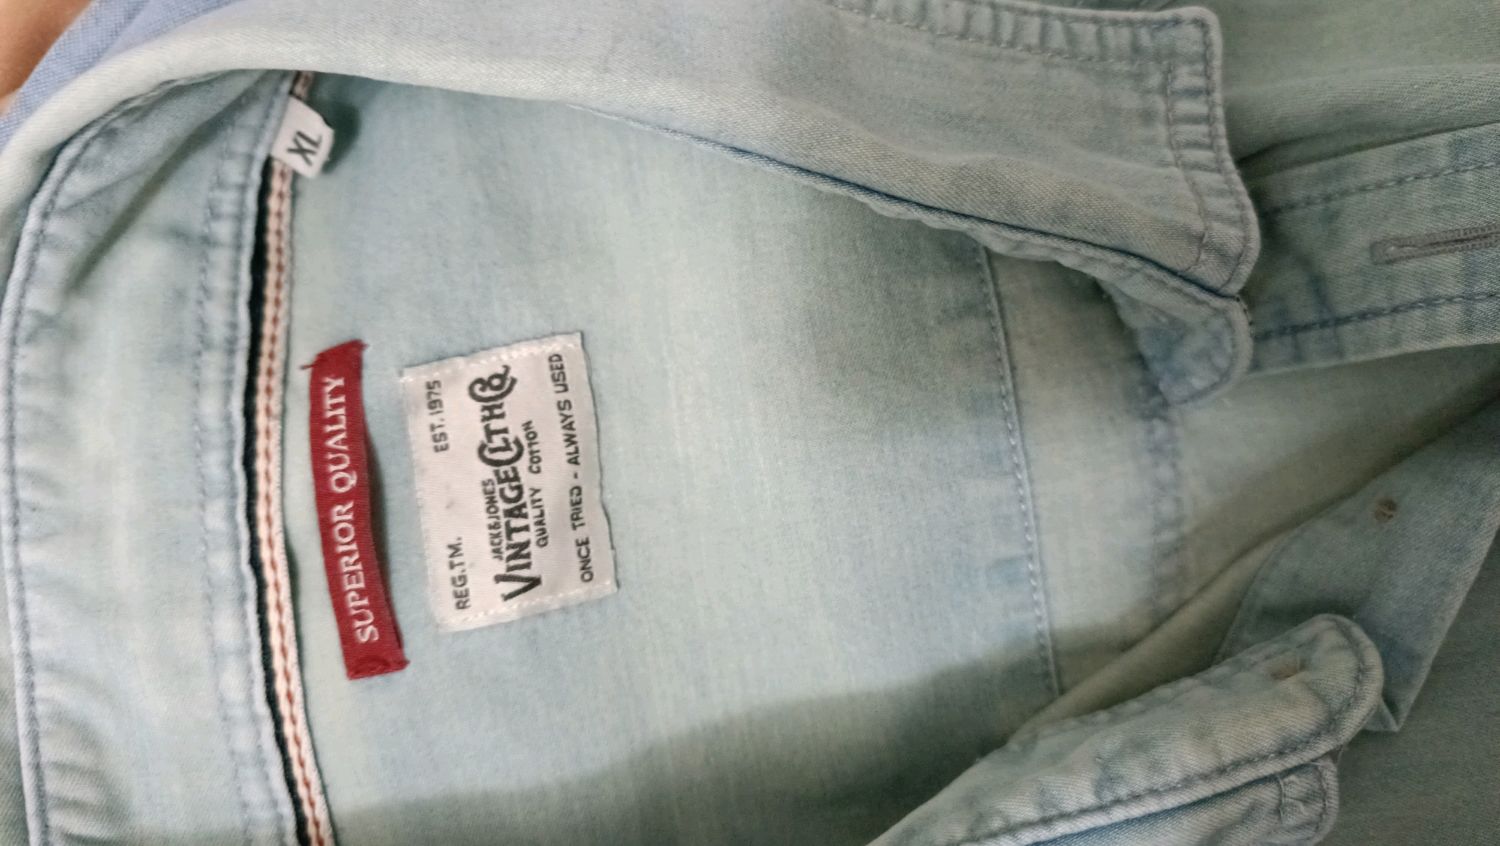 XL
SUPERIOR QUALITY
REG.TM. EST.1975
JACK&JONES
VINTAGE CLTH Co
QUALITY COTTON
ONCE TRIED - ALWAYS USED